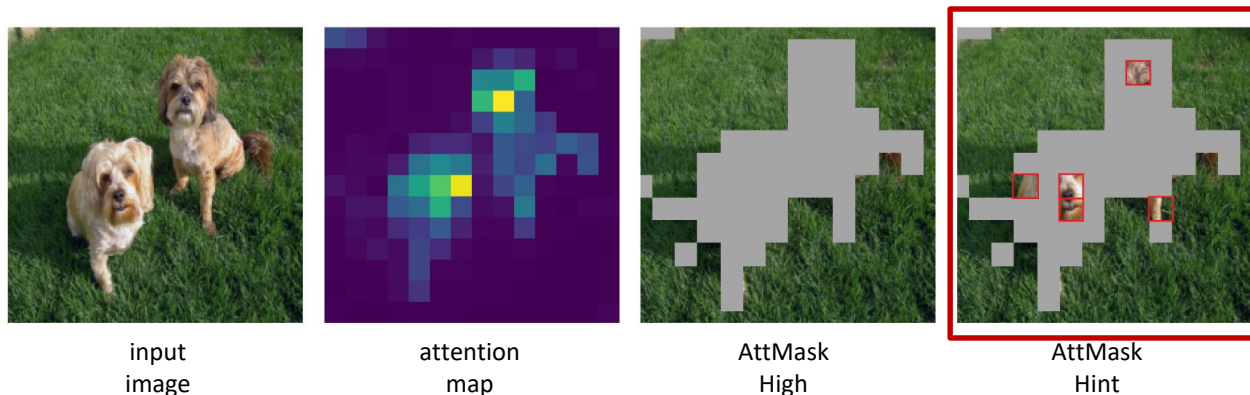 input
image
attention
map
AttMask
High
AttMask
Hint